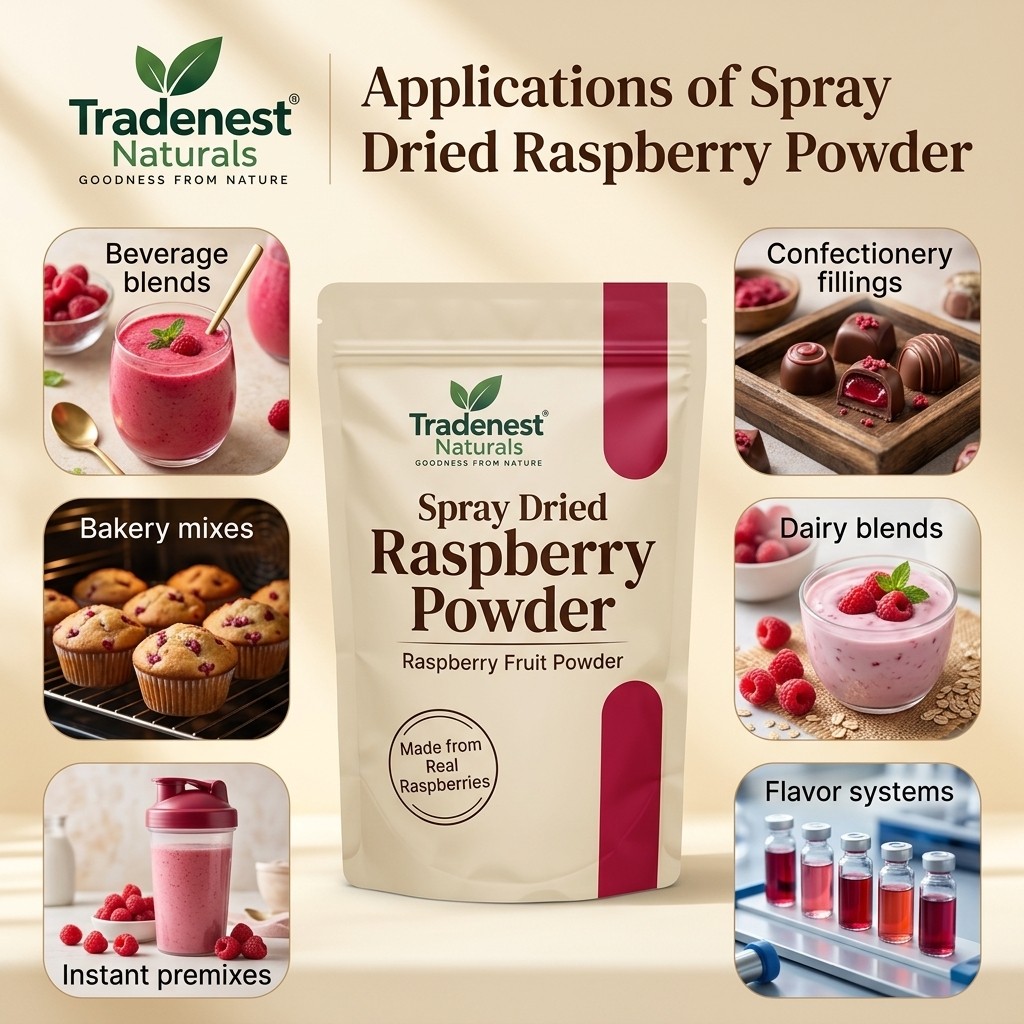 Tradenest®
Naturals
GOODNESS FROM NATURE
Applications of Spray
Dried Raspberry Powder
Beverage
blends
Confectionery
fillings
Tradenest®
Naturals
GOODNESS FROM NATURE
Spray Dried
Raspberry
Powder
Raspberry Fruit Powder
Made from
Real
Raspberries
Bakery mixes
Dairy blends
Instant premixes
Flavor systems